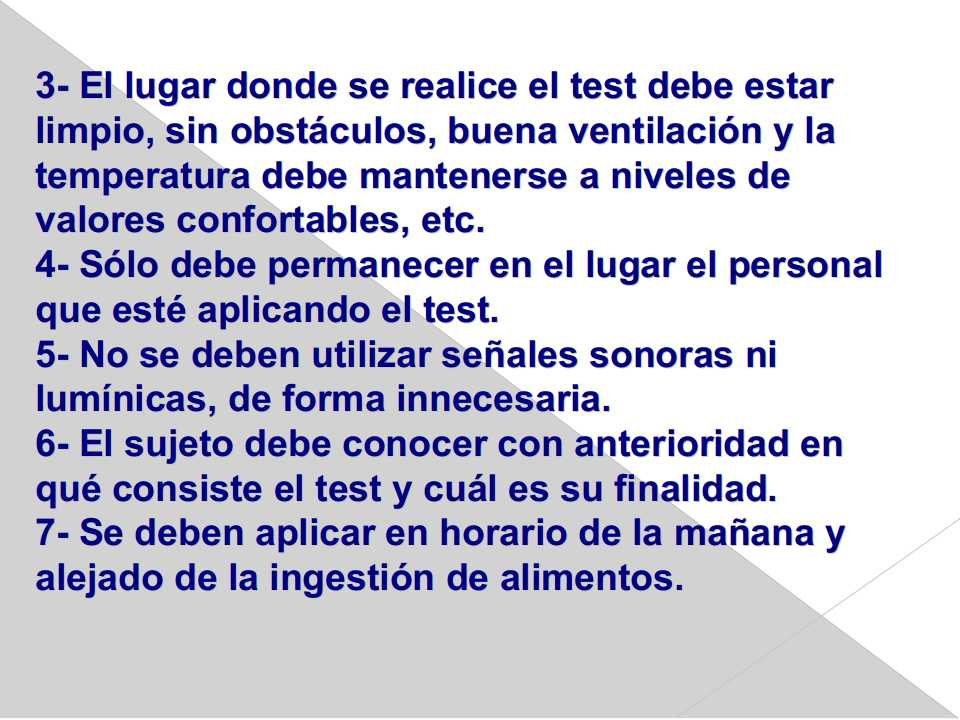 3- El lugar donde se realice el test debe estar
limpio, sin obstáculos, buena ventilación y la
temperatura debe mantenerse a niveles de
valores confortables, etc.
4- Sólo debe permanecer en el lugar el personal
que esté aplicando el test.
5- No se deben utilizar señales sonoras ni
lumínicas, de forma innecesaria.
6- El sujeto debe conocer con anterioridad en
qué consiste el test y cuál es su finalidad.
7- Se deben aplicar en horario de la mañana y
alejado de la ingestión de alimentos.